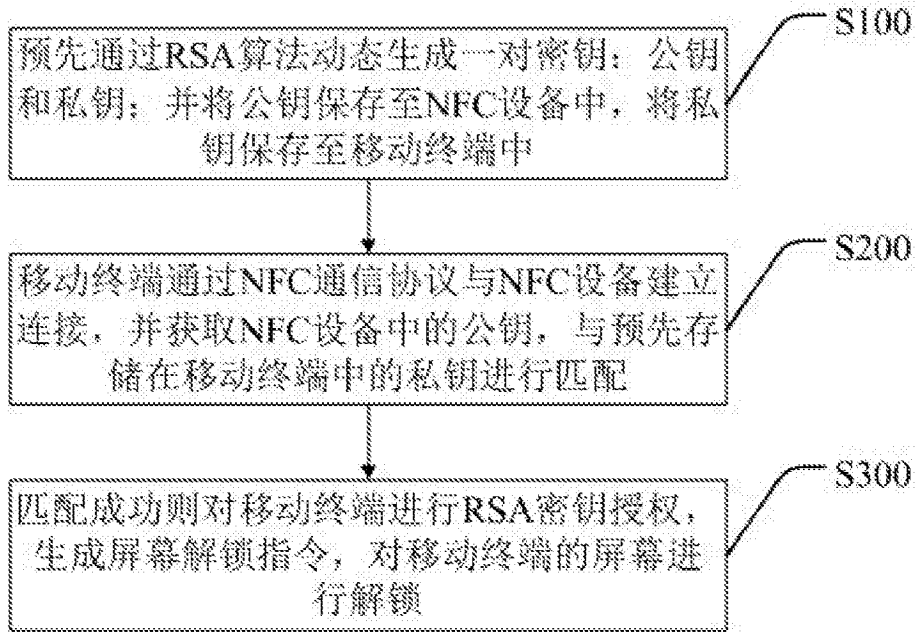 S100
预先通过RSA算法动态生成一对密钥：公钥
和私钥；并将公钥保存至NFC设备中，将私
钥保存至移动终端中
S200
移动终端通过NFC通信协议与NFC设备建立
连接，并获取NFC设备中的公钥，与预先存
储在移动终端中的私钥进行匹配
S300
匹配成功则对移动终端进行RSA密钥授权，
生成屏幕解锁指令，对移动终端的屏幕进
行解锁